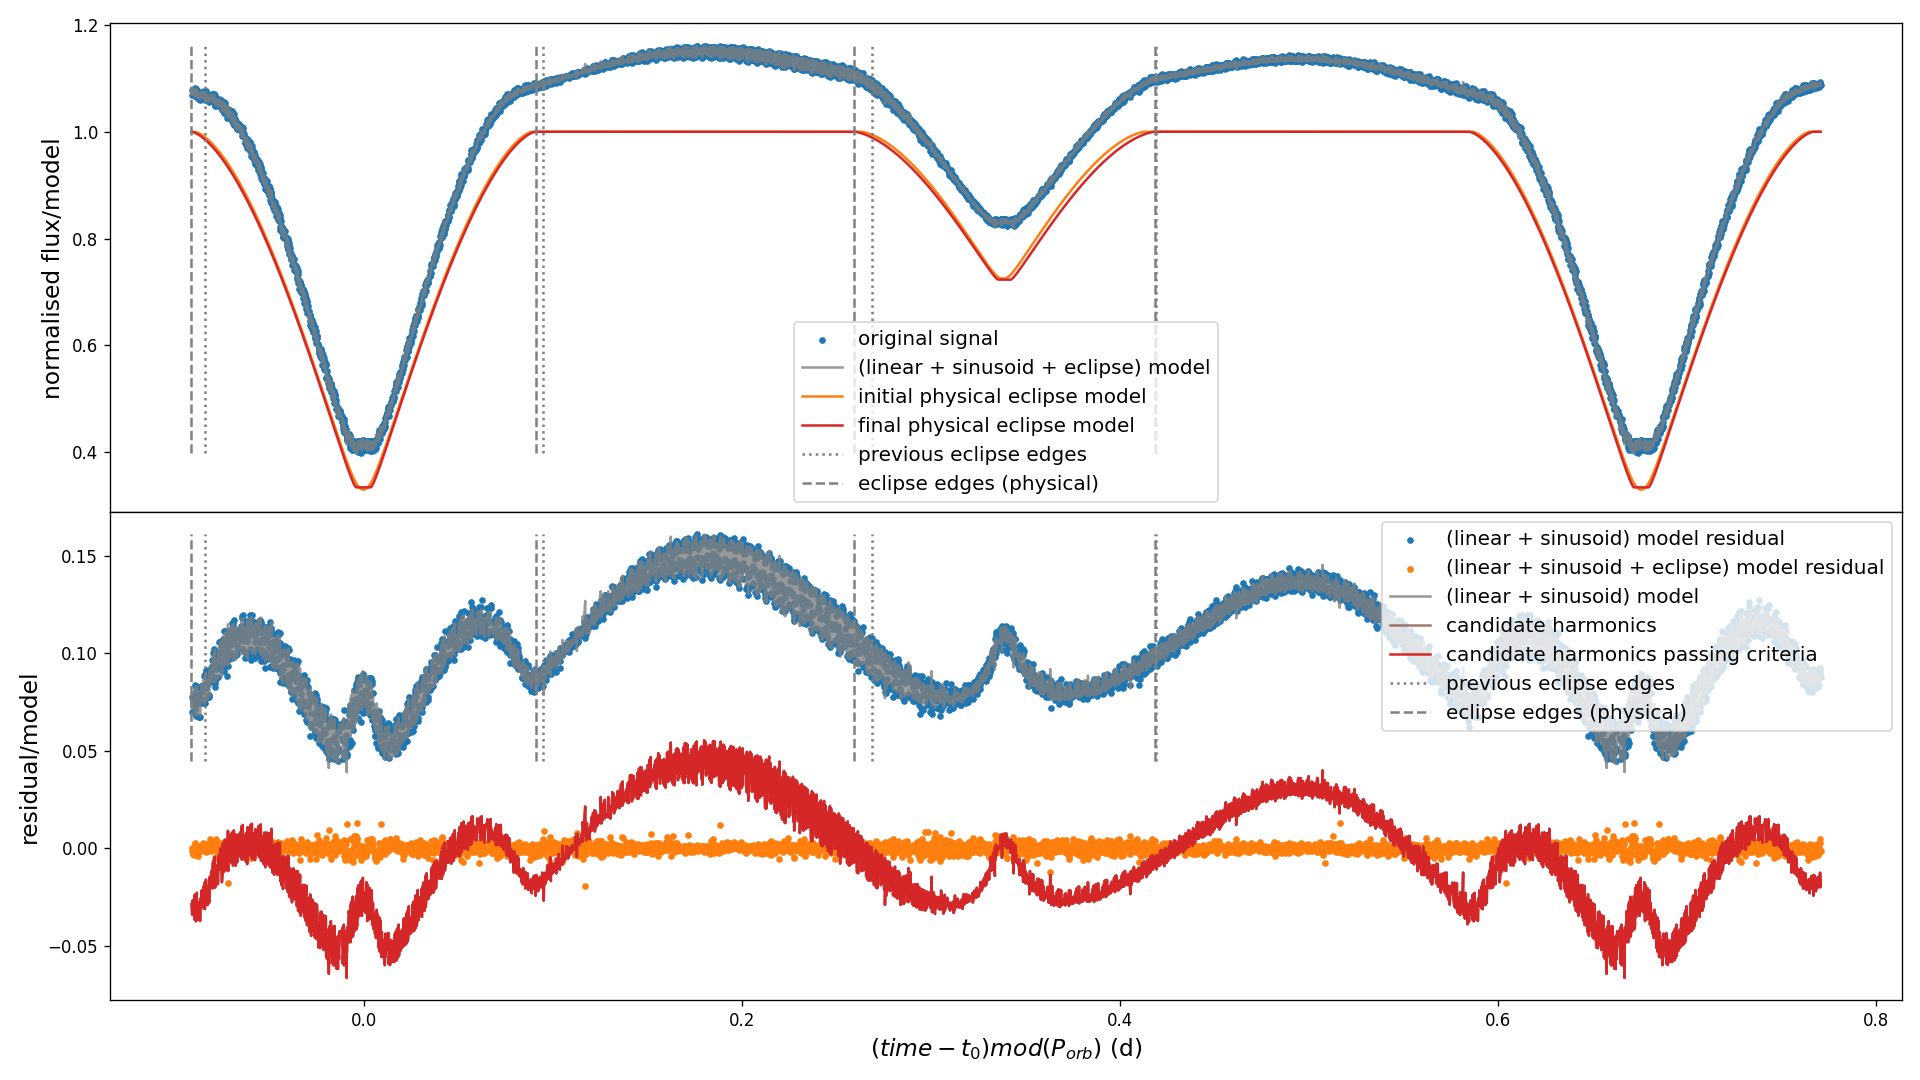 1.2
1.0
0.8
0.6
0.4
normalised flux/model
original signal
(linear + sinusoid + eclipse) model
initial physical eclipse model
final physical eclipse model
previous eclipse edges
eclipse edges (physical)
0.15
0.10
0.05
0.00
−0.05
residual/model
(linear + sinusoid) model residual
(linear + sinusoid + eclipse) model residual
(linear + sinusoid) model
candidate harmonics
candidate harmonics passing criteria
previous eclipse edges
eclipse edges (physical)
0.0 0.2 0.4 0.6 0.8
(time − t₀)mod(P_orb) (d)